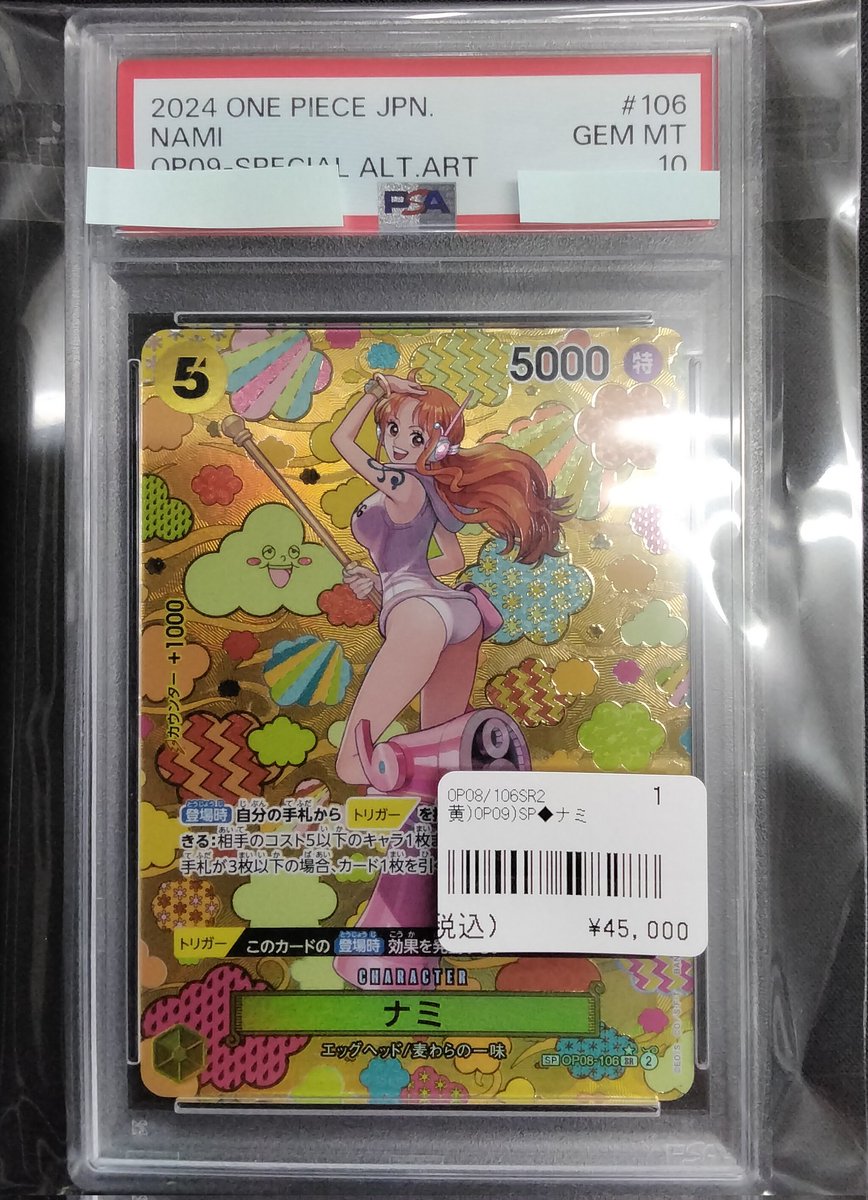 2024 ONE PIECE JPN.
#106
NAMI
GEM MT
OP09-SPECIAL ALT.ART
10
PSA
5
5000
特
カウンター +1000
登場時 自分の手札から トリガー を
きる:相手のコスト5以下のキャラ1枚
手札が3枚以下の場合、カード1枚を引
トリガー このカードの 登場時 効果を
OP08/106SR2
1
黄)OP09)SP◆ナミ
税込)
¥45,000
CHARACTER
ナミ
エッグヘッド/麦わらの一味
SP OP08-106 SR 2